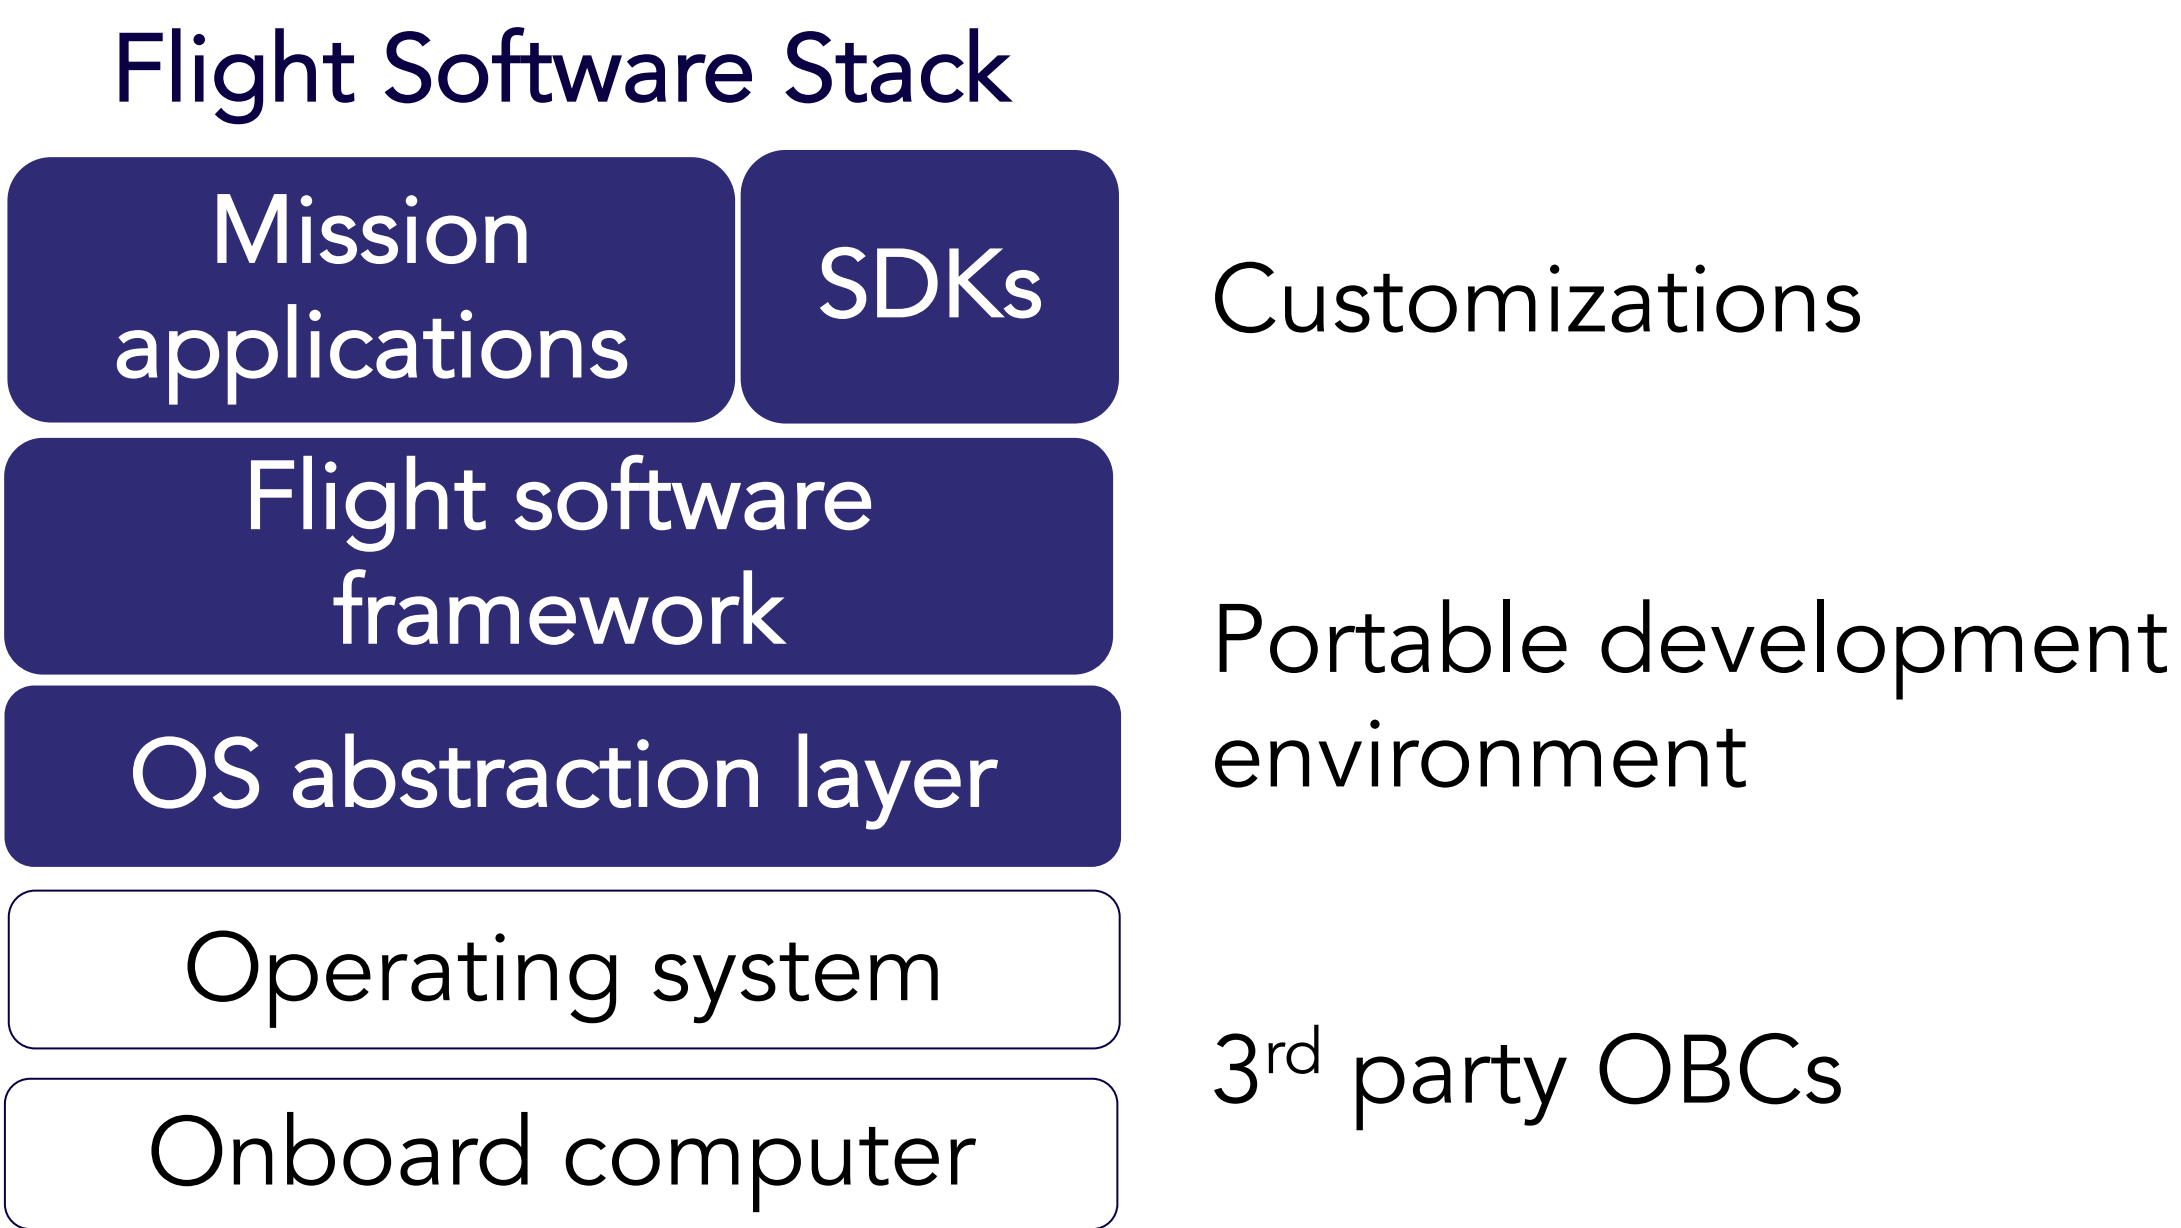 Flight Software Stack
Mission
applications
SDKs
Customizations
Flight software
framework
Portable development
environment
OS abstraction layer
Operating system
3rd party OBCs
Onboard computer